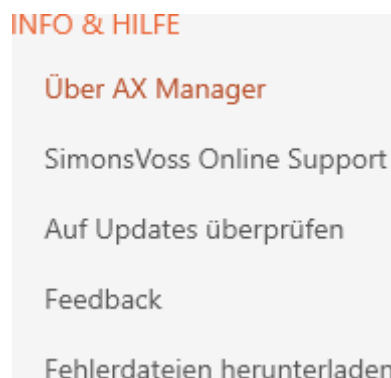 INFO & HILFE
Über AX Manager
SimonsVoss Online Support
Auf Updates überprüfen
Feedback
Fehlerdateien herunterladen